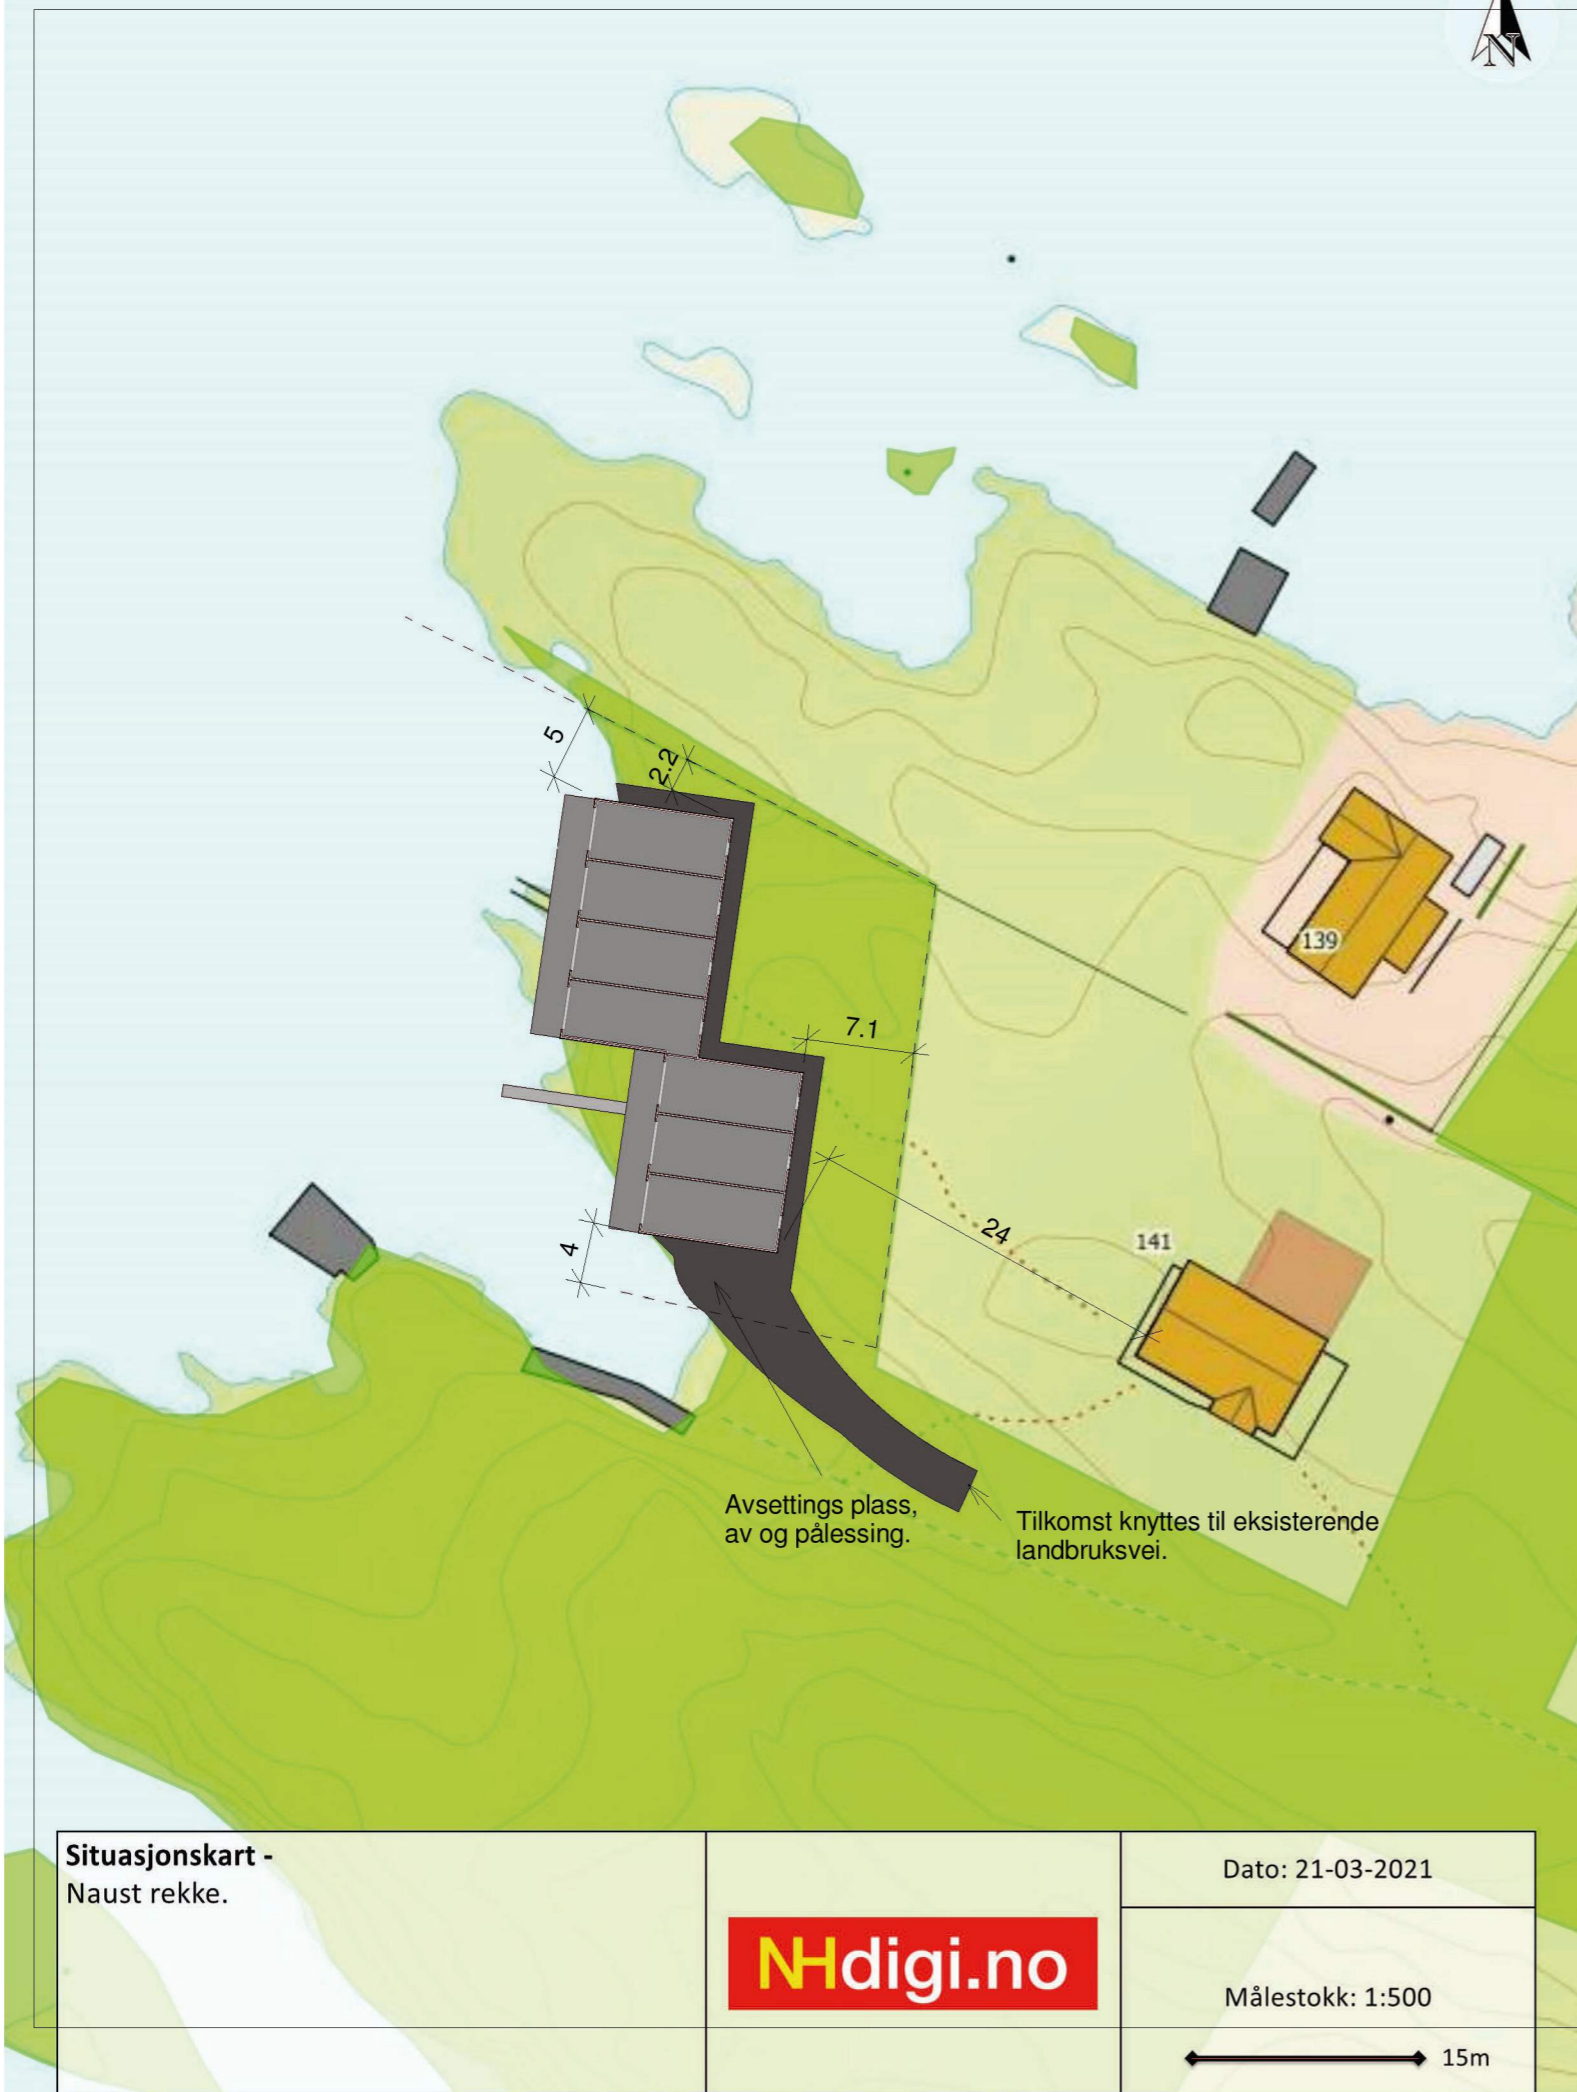 N
5
2.2
139
7.1
24
141
4
Avsettings plass,
av og pålessing.
Tilkomst knyttes til eksisterende
landbruksvei.
Situasjonskart -
Naust rekke.
NHdigi.no
Dato: 21-03-2021
Målestokk: 1:500
15m